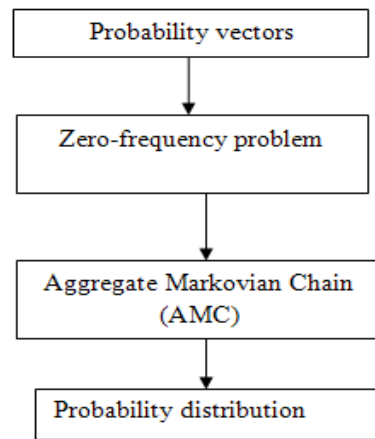 Probability vectors
Zero-frequency problem
Aggregate Markovian Chain
(AMC)
Probability distribution